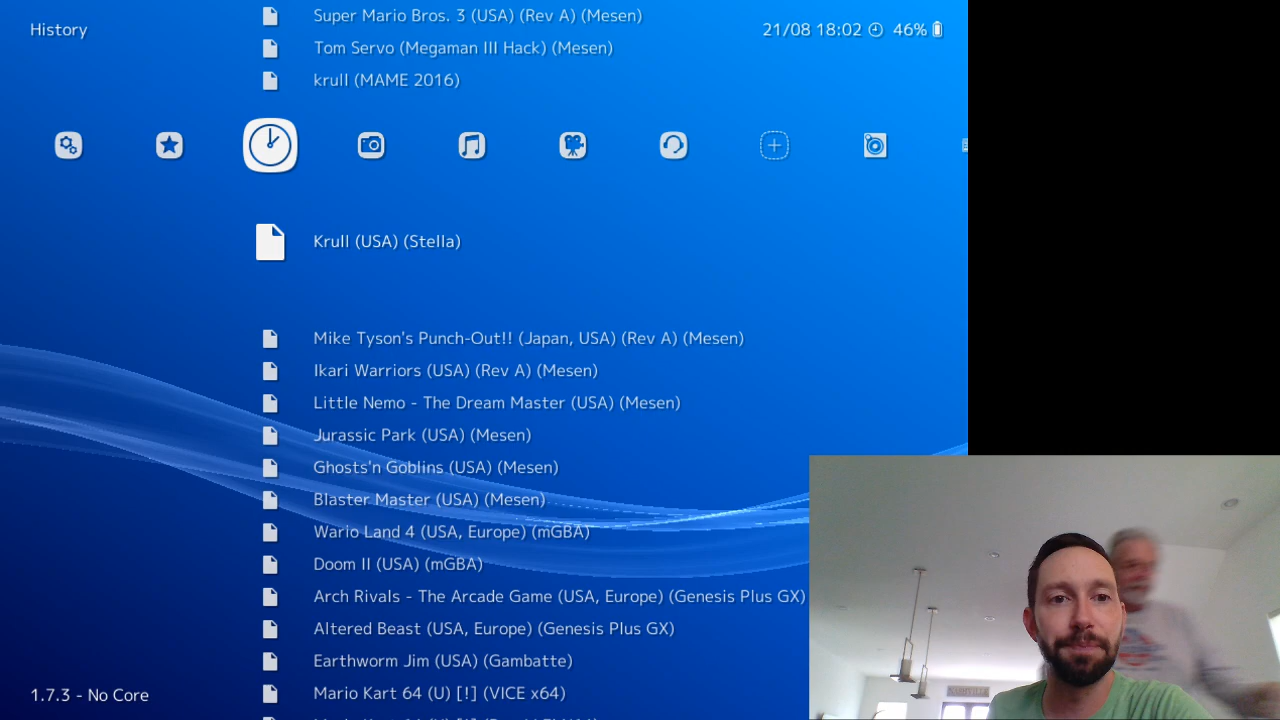 History
21/08 18:02 46%
Super Mario Bros. 3 (USA) (Rev A) (Mesen)
Tom Servo (Megaman III Hack) (Mesen)
krull (MAME 2016)
Krull (USA) (Stella)
Mike Tyson's Punch-Out!! (Japan, USA) (Rev A) (Mesen)
Ikari Warriors (USA) (Rev A) (Mesen)
Little Nemo - The Dream Master (USA) (Mesen)
Jurassic Park (USA) (Mesen)
Ghosts'n Goblins (USA) (Mesen)
Blaster Master (USA) (Mesen)
Wario Land 4 (USA, Europe) (mGBA)
Doom II (USA) (mGBA)
Arch Rivals - The Arcade Game (USA, Europe) (Genesis Plus GX)
Altered Beast (USA, Europe) (Genesis Plus GX)
Earthworm Jim (USA) (Gambatte)
Mario Kart 64 (U) [!] (VICE x64)
1.7.3 - No Core